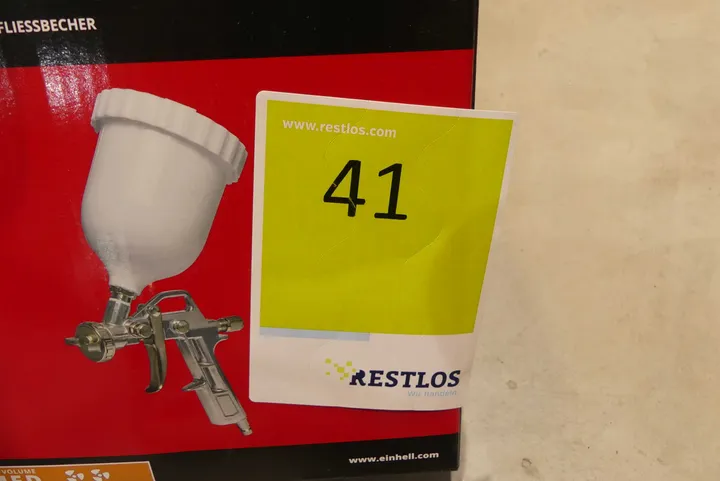 FLIESSBECHER
www.restlos.com
41
RESTLOS
Wir handeln.
www.einhell.com
VOLUME